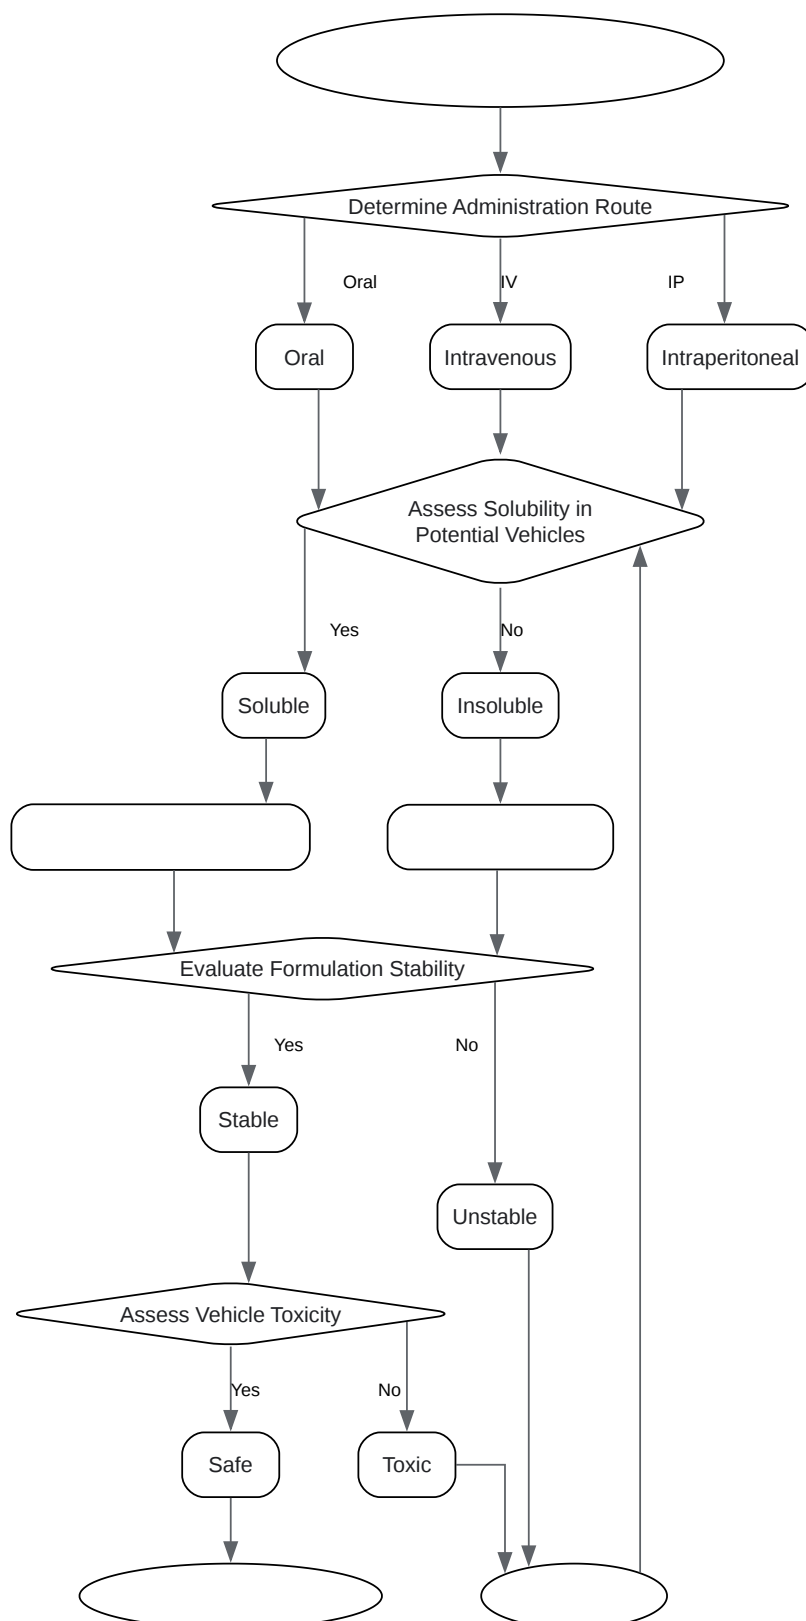 Determine Administration Route
Oral
IV
IP
Oral
Intravenous
Intraperitoneal
Assess Solubility in
Potential Vehicles
Yes
No
Soluble
Insoluble
Evaluate Formulation Stability
Yes
No
Stable
Unstable
Assess Vehicle Toxicity
Yes
No
Safe
Toxic